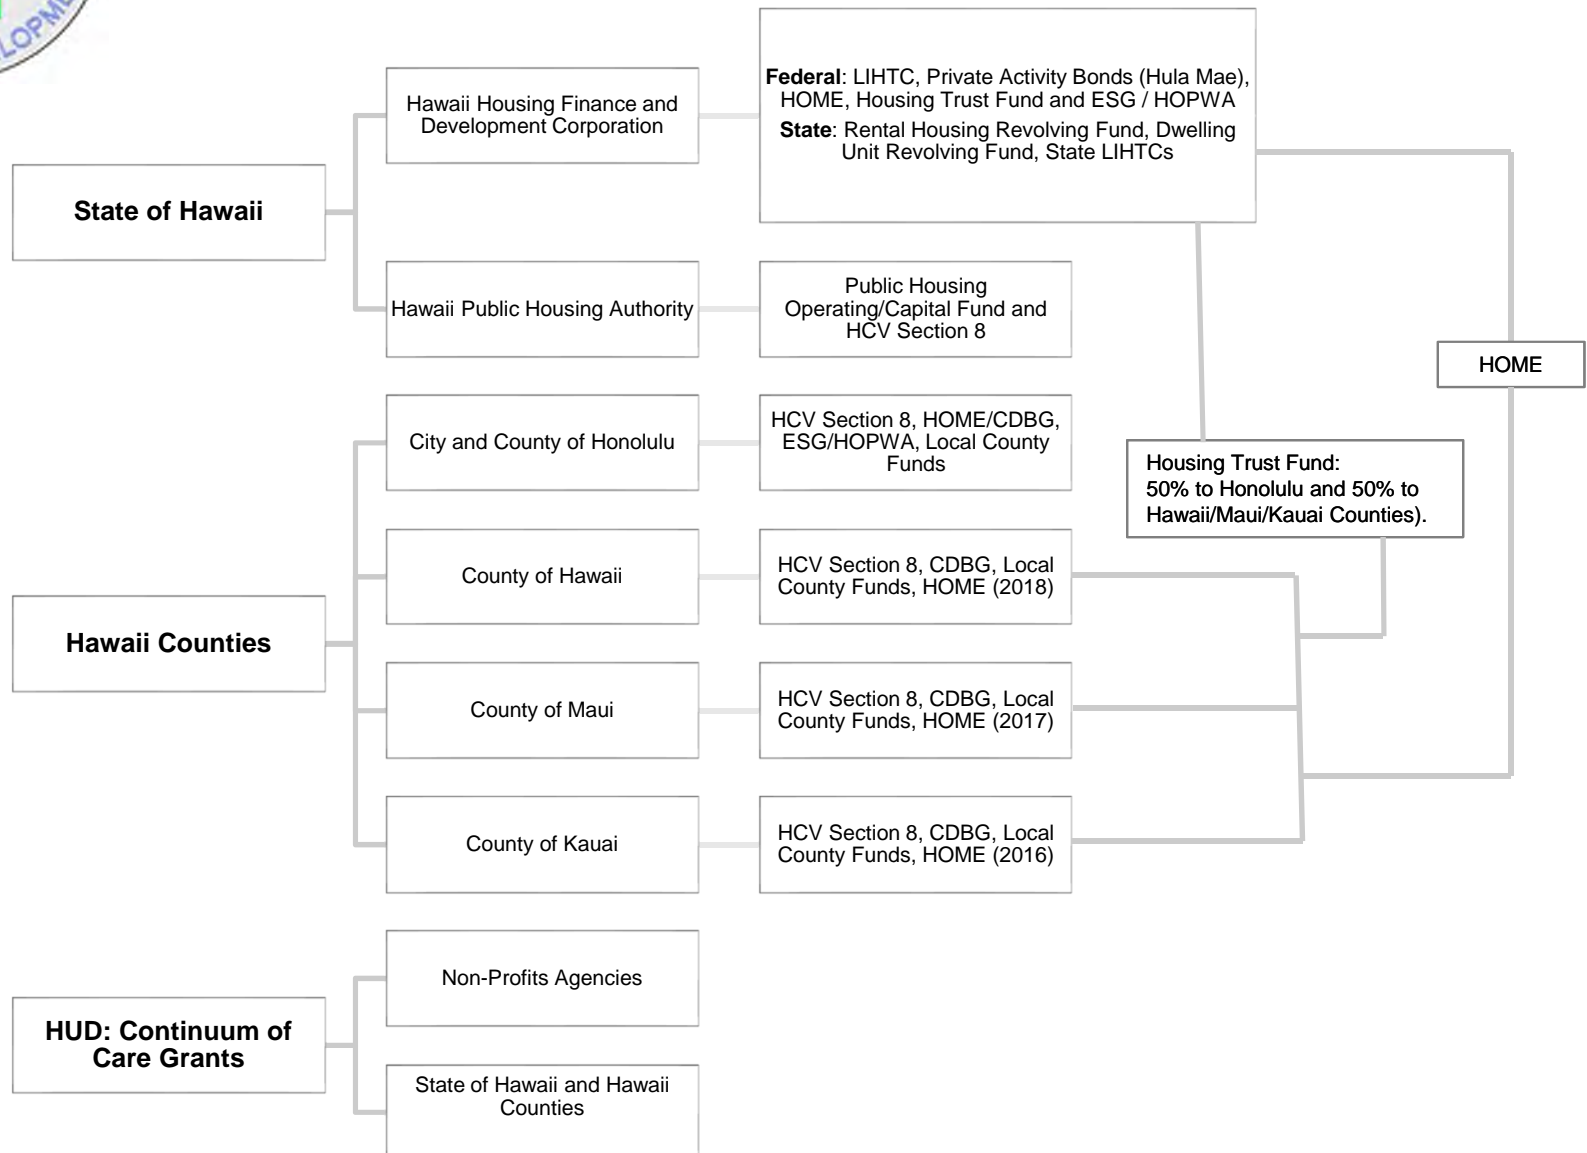 LOPME
Hawaii Housing Finance and
Development Corporation
Federal: LIHTC, Private Activity Bonds (Hula Mae),
HOME, Housing Trust Fund and ESG / HOPWA
State: Rental Housing Revolving Fund, Dwelling
Unit Revolving Fund, State LIHTCs
State of Hawaii
Hawaii Public Housing Authority
Public Housing
Operating/Capital Fund and
HCV Section 8
HOME
City and County of Honolulu
HCV Section 8, HOME/CDBG,
ESG/HOPWA, Local County
Funds
Housing Trust Fund:
50% to Honolulu and 50% to
Hawaii/Maui/Kauai Counties).
County of Hawaii
HCV Section 8, CDBG, Local
County Funds, HOME (2018)
Hawaii Counties
County of Maui
HCV Section 8, CDBG, Local
County Funds, HOME (2017)
County of Kauai
HCV Section 8, CDBG, Local
County Funds, HOME (2016)
Non-Profits Agencies
HUD: Continuum of
Care Grants
State of Hawaii and Hawaii
Counties